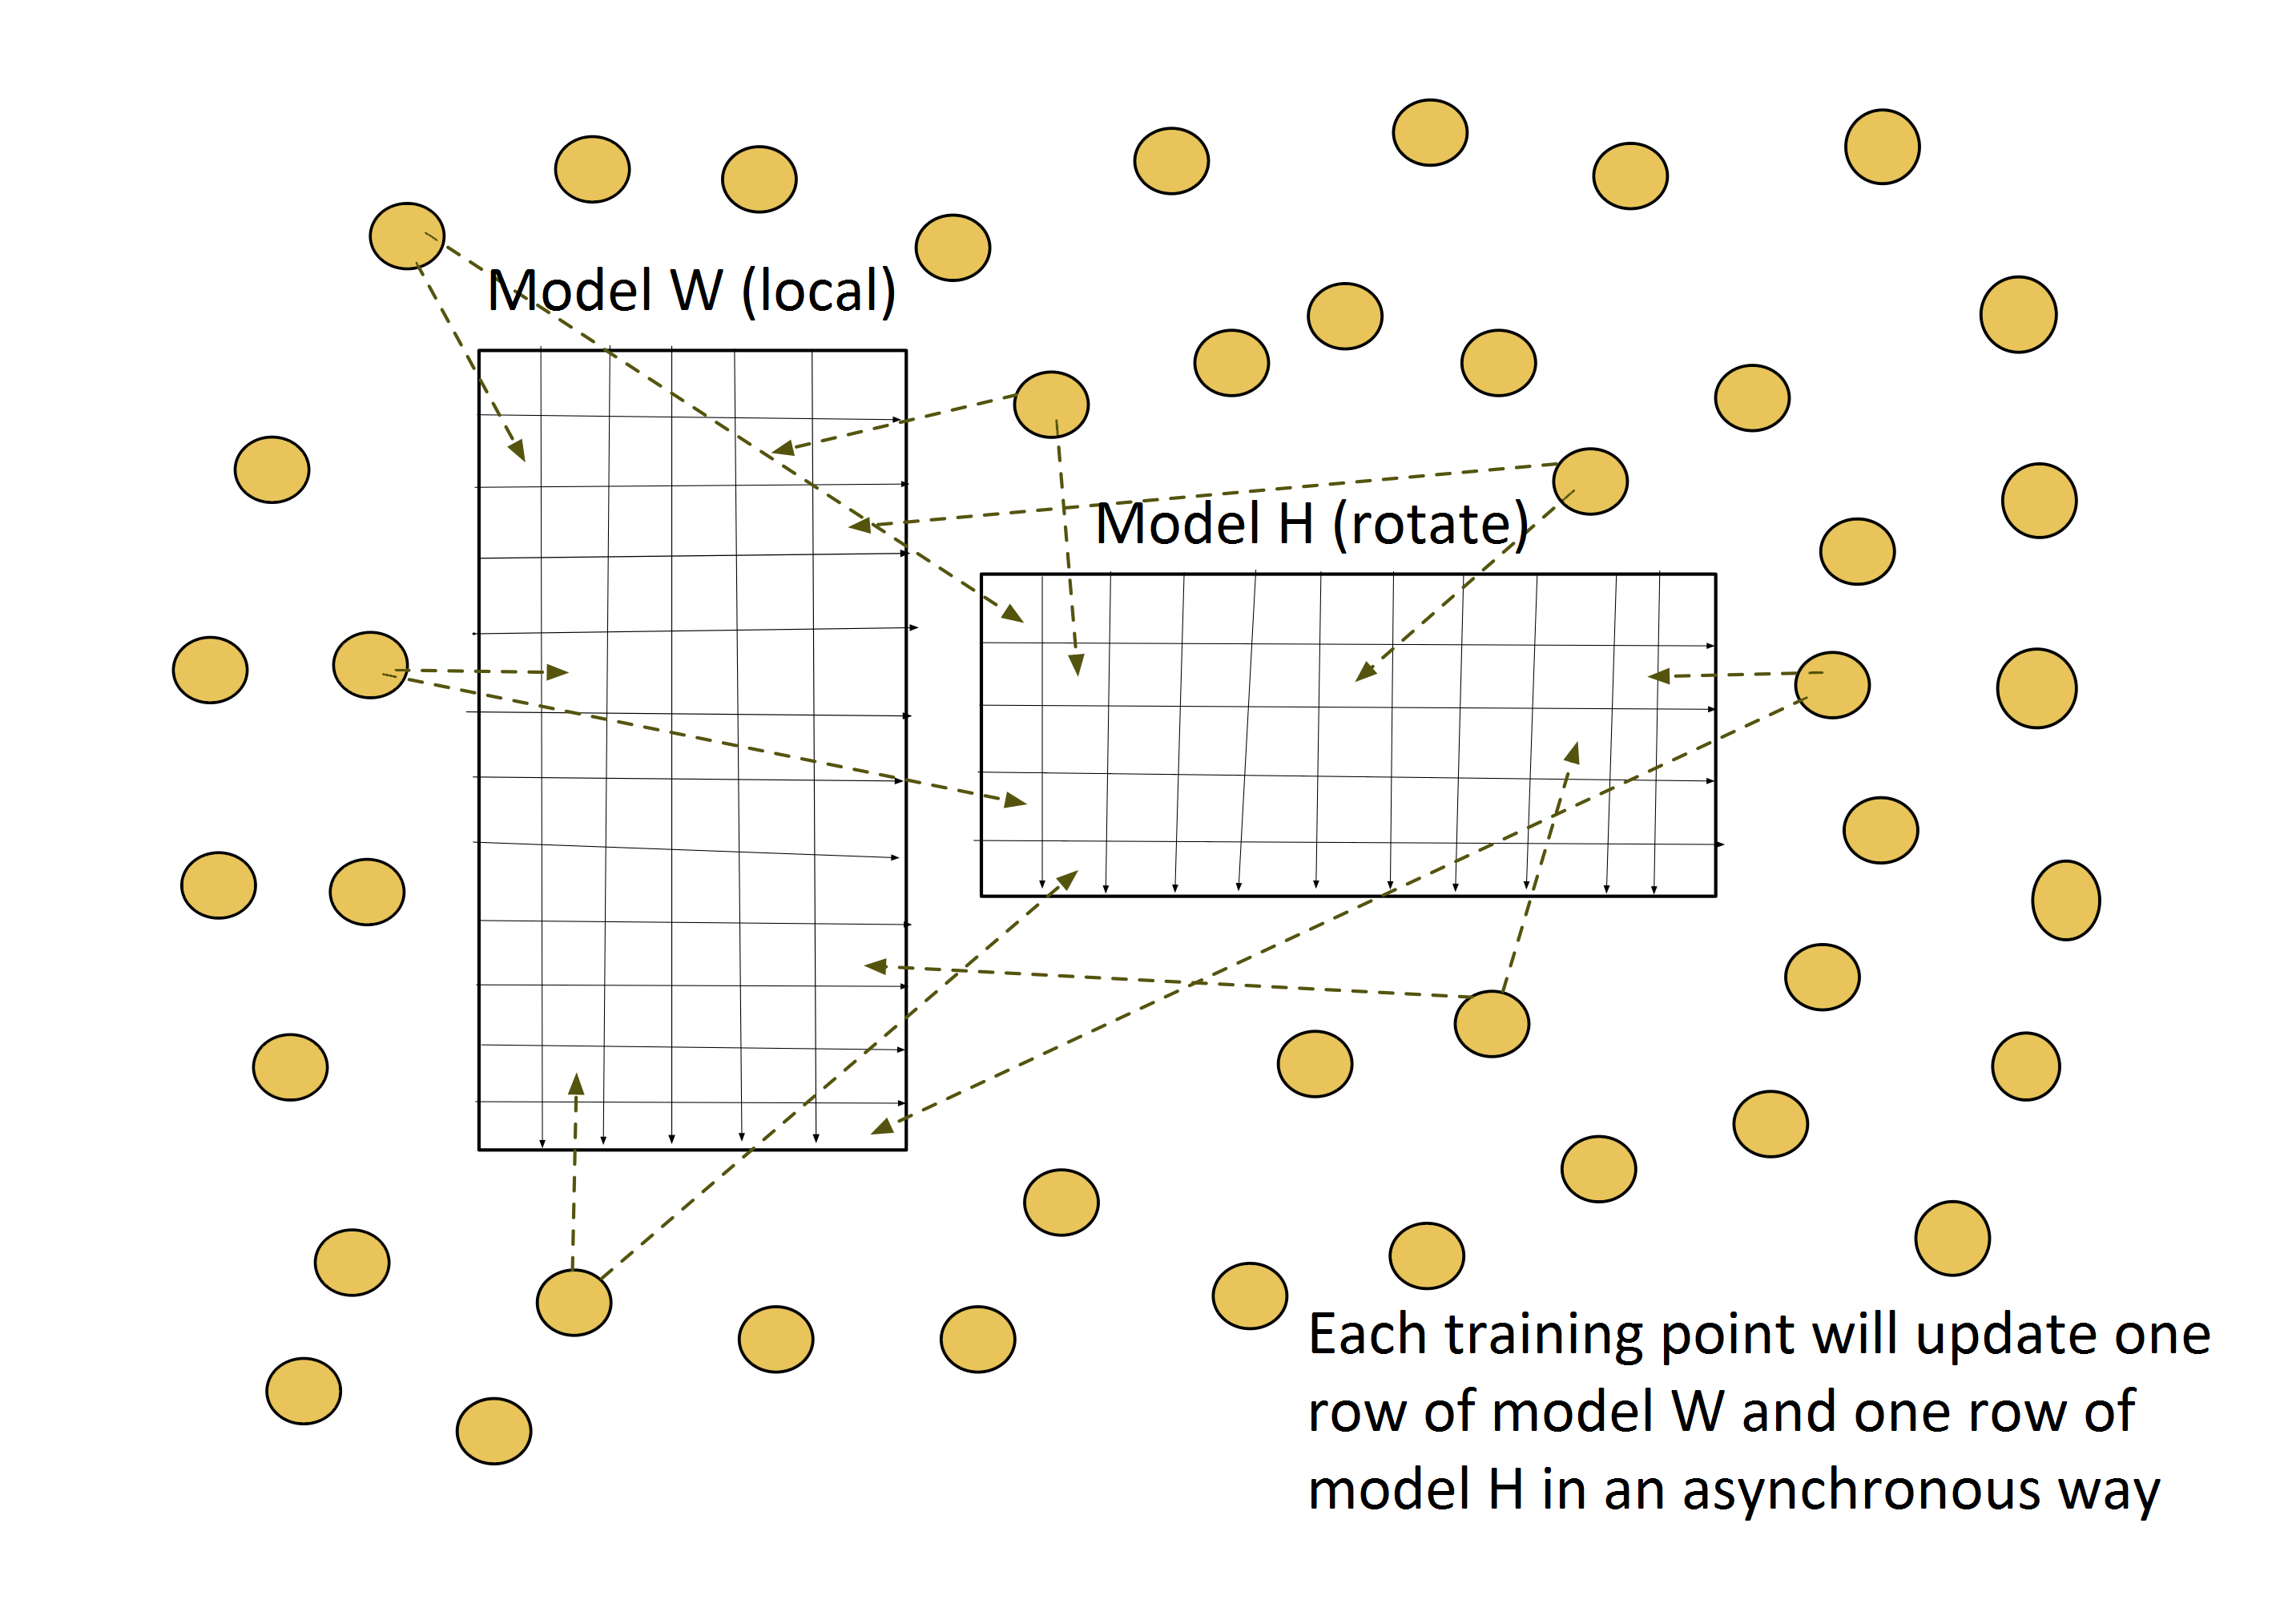 Model W (local)
Model H (rotate)
Each training point will update one
row of model W and one row of
model H in an asynchronous way